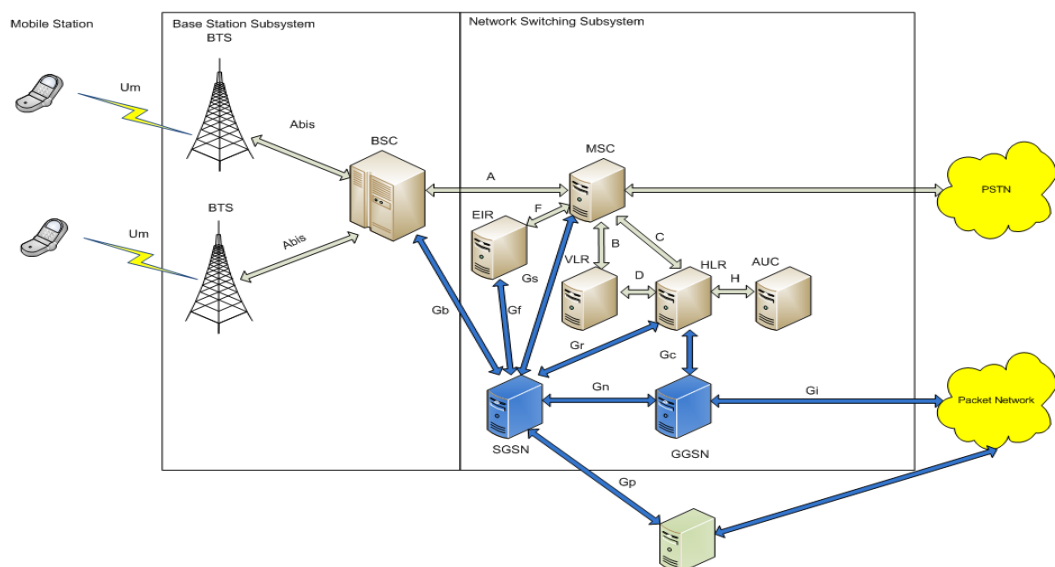 Mobile Station
Base Station Subsystem
Network Switching Subsystem
BTS
Um
Abis
BSC
MSC
A
PSTN
EIR
F
BTS
Um
Abis
B
C
VLR
HLR
AUC
Gs
D
H
Gb
Gf
Gr
Gc
Gn
Gi
Packet Network
SGSN
GGSN
Gp